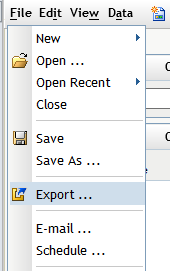 File Edit View Data
New
Open ...
Open Recent
Close
Save
Save As ...
Export ...
E-mail ...
Schedule ...